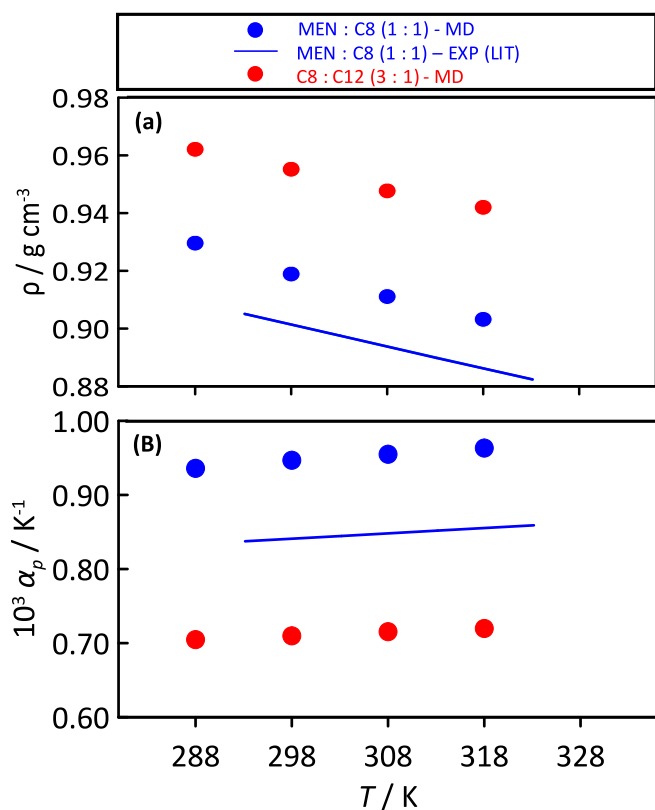 MEN : C8 (1 : 1) - MD
MEN : C8 (1 : 1) – EXP (LIT)
C8 : C12 (3 : 1) - MD
(a)
ρ / g cm⁻³
0.98
0.96
0.94
0.92
0.90
0.88
(B)
10³ αₚ / K⁻¹
1.00
0.90
0.80
0.70
0.60
288 298 308 318 328
T / K